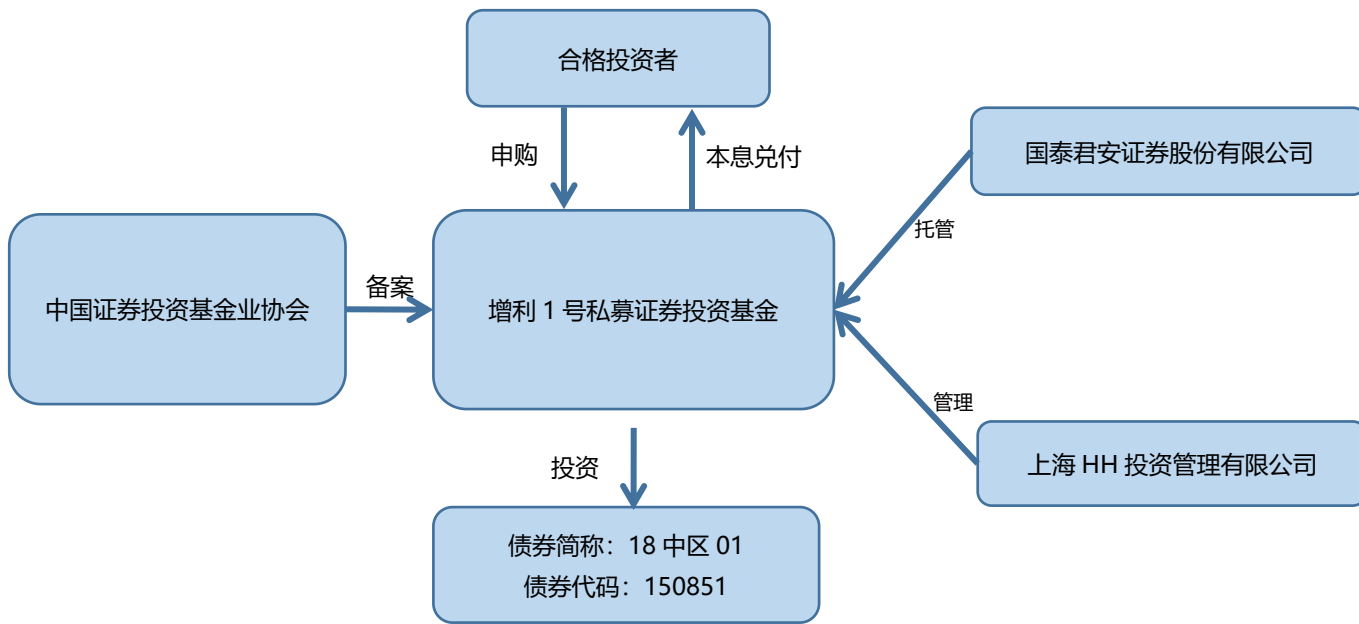 合格投资者
申购
本息兑付
国泰君安证券股份有限公司
托管
中国证券投资基金业协会
备案
增利 1 号私募证券投资基金
管理
上海 HH 投资管理有限公司
投资
债券简称：18 中区 01
债券代码：150851